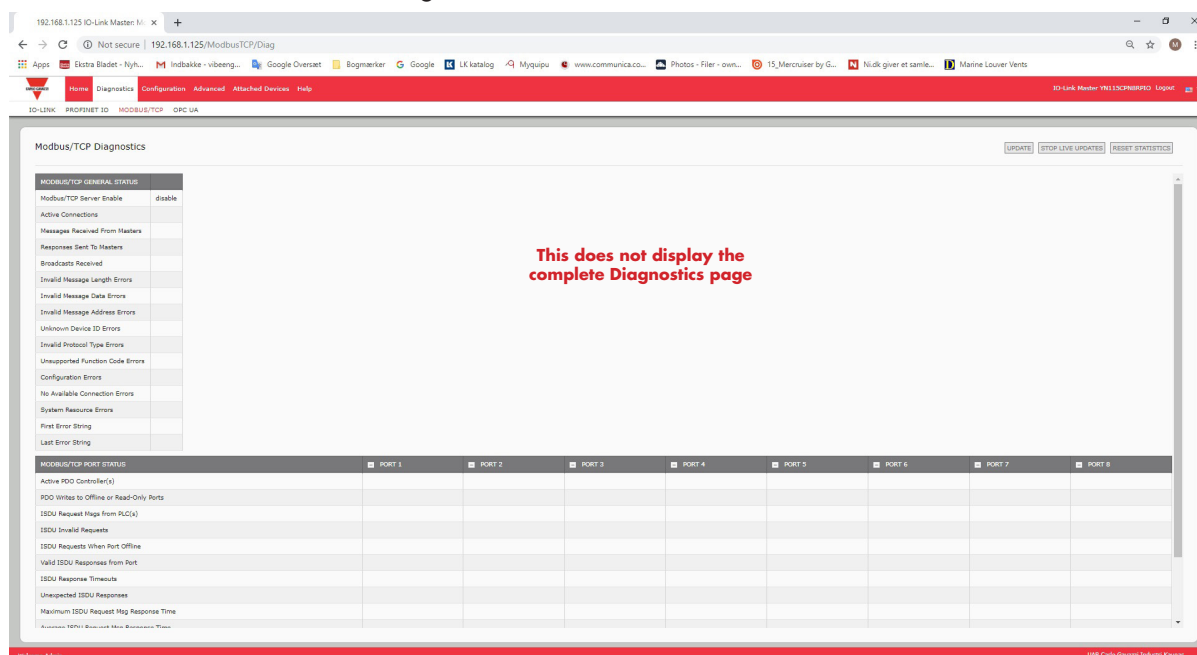 192.168.1.125 IO-Link Master: Mo
Not secure | 192.168.1.125/ModbusTCP/Diag
Apps Ekstra Bladet - Nyh... Indbakke - vibeeng... Google Oversæt Bogmærker Google LK katalog Myquipu www.communica.co... Photos - Filer - own... 15_Mercruiser by G... Ni.dk giver et samle... Marine Louver Vents
Home Diagnostics Configuration Advanced Attached Devices Help
IO-Link Master YN115CPN8RPIO Logout
IO-LINK PROFINET IO MODBUS/TCP OPC UA
Modbus/TCP Diagnostics
UPDATE STOP LIVE UPDATES RESET STATISTICS
MODBUS/TCP GENERAL STATUS
Modbus/TCP Server Enable disable
Active Connections
Messages Received From Masters
Responses Sent To Masters
Broadcasts Received
Invalid Message Length Errors
Invalid Message Data Errors
Invalid Message Address Errors
Unknown Device ID Errors
Invalid Protocol Type Errors
Unsupported Function Code Errors
Configuration Errors
No Available Connection Errors
System Resource Errors
First Error String
Last Error String
This does not display the
complete Diagnostics page
MODBUS/TCP PORT STATUS PORT 1 PORT 2 PORT 3 PORT 4 PORT 5 PORT 6 PORT 7 PORT 8
Active PDO Controller(s)
PDO Writes to Offline or Read-Only Ports
ISDU Request Msgs from PLC(s)
ISDU Invalid Requests
ISDU Requests When Port Offline
Valid ISDU Responses from Port
ISDU Response Timeouts
Unexpected ISDU Responses
Maximum ISDU Request Msg Response Time
Average ISDU Request Msg Response Time